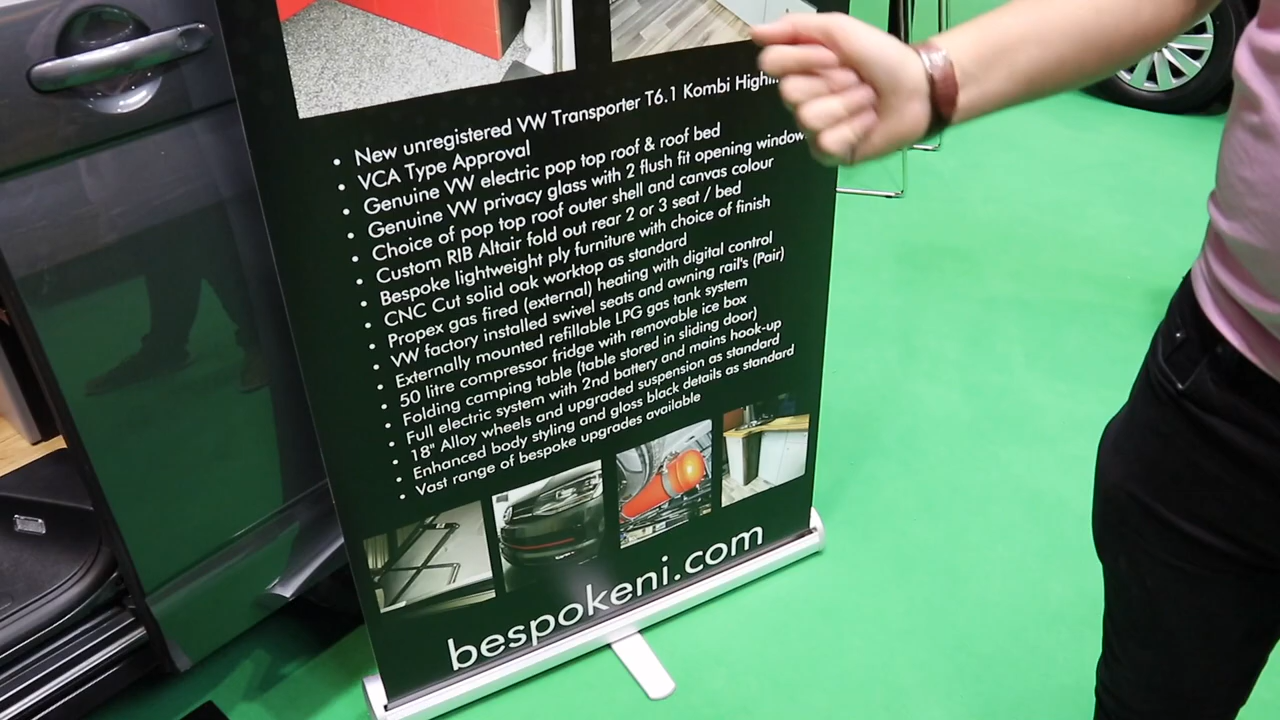 • New unregistered VW Transporter T6.1 Kombi
• VCA Type Approval
• Genuine VW electric pop top roof & roof bed
• Genuine VW privacy glass with 2 flush fit opening window
• Choice of pop top roof outer shell and canvas colour
• Custom RIB Altair fold out rear 2 or 3 seat / bed
• Bespoke lightweight ply furniture with choice of finish
• CNC Cut solid oak worktop as standard
• Propex gas fired (external) heating with digital control
• VW factory installed swivel seats and awning rail's (Pair)
• Externally mounted refillable LPG gas tank system
• 50 litre compressor fridge with removable ice box
• Folding camping table (table stored in sliding door)
• Full electric system with 2nd battery and mains hook-up
• 18" Alloy wheels and upgraded suspension as standard
• Enhanced body styling and gloss black details as standard
• Vast range of bespoke upgrades available
bespokeni.com